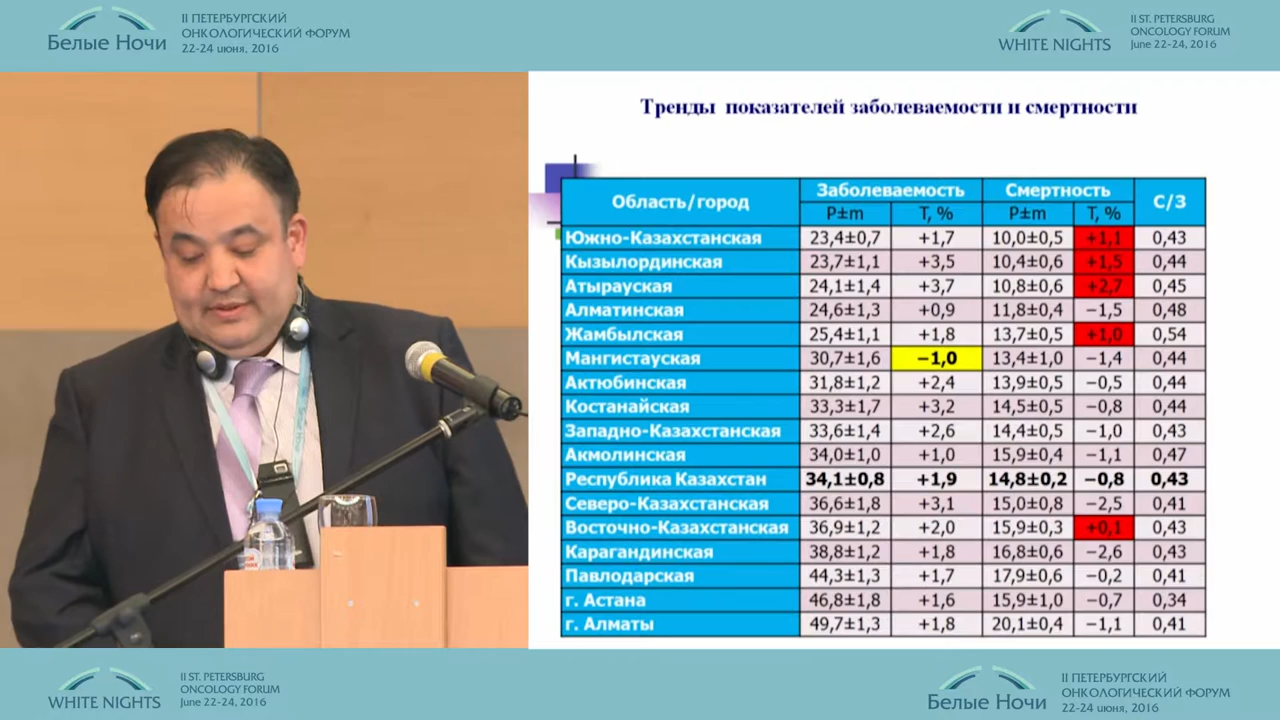 II ПЕТЕРБУРГСКИЙ
ОНКОЛОГИЧЕСКИЙ ФОРУМ
Белые Ночи
22-24 июня, 2016
II ST. PETERSBURG
ONCOLOGY FORUM
WHITE NIGHTS
June 22-24, 2016
Тренды показателей заболеваемости и смертности
Область/город Заболеваемость Смертность С/З
P±m T, % P±m T, %
Южно-Казахстанская 23,4±0,7 +1,7 10,0±0,5 +1,1 0,43
Кызылординская 23,7±1,1 +3,5 10,4±0,6 +1,5 0,44
Атырауская 24,1±1,4 +3,7 10,8±0,6 +2,7 0,45
Алматинская 24,6±1,3 +0,9 11,8±0,4 −1,5 0,48
Жамбылская 25,4±1,1 +1,8 13,7±0,5 +1,0 0,54
Мангистауская 30,7±1,6 −1,0 13,4±1,0 −1,4 0,44
Актюбинская 31,8±1,2 +2,4 13,9±0,5 −0,5 0,44
Костанайская 33,3±1,7 +3,2 14,5±0,5 −0,8 0,44
Западно-Казахстанская 33,6±1,4 +2,6 14,4±0,5 −1,0 0,43
Акмолинская 34,0±1,0 +1,0 15,9±0,4 −1,1 0,47
Республика Казахстан 34,1±0,8 +1,9 14,8±0,2 −0,8 0,43
Северо-Казахстанская 36,6±1,8 +3,1 15,0±0,8 −2,5 0,41
Восточно-Казахстанская 36,9±1,2 +2,0 15,9±0,3 +0,1 0,43
Карагандинская 38,8±1,2 +1,8 16,8±0,6 −2,6 0,43
Павлодарская 44,3±1,3 +1,7 17,9±0,6 −0,2 0,41
г. Астана 46,8±1,8 +1,6 15,9±1,0 −0,7 0,34
г. Алматы 49,7±1,3 +1,8 20,1±0,4 −1,1 0,41
II ST. PETERSBURG
ONCOLOGY FORUM
WHITE NIGHTS
June 22-24, 2016
II ПЕТЕРБУРГСКИЙ
ОНКОЛОГИЧЕСКИЙ ФОРУМ
Белые Ночи
22-24 июня, 2016